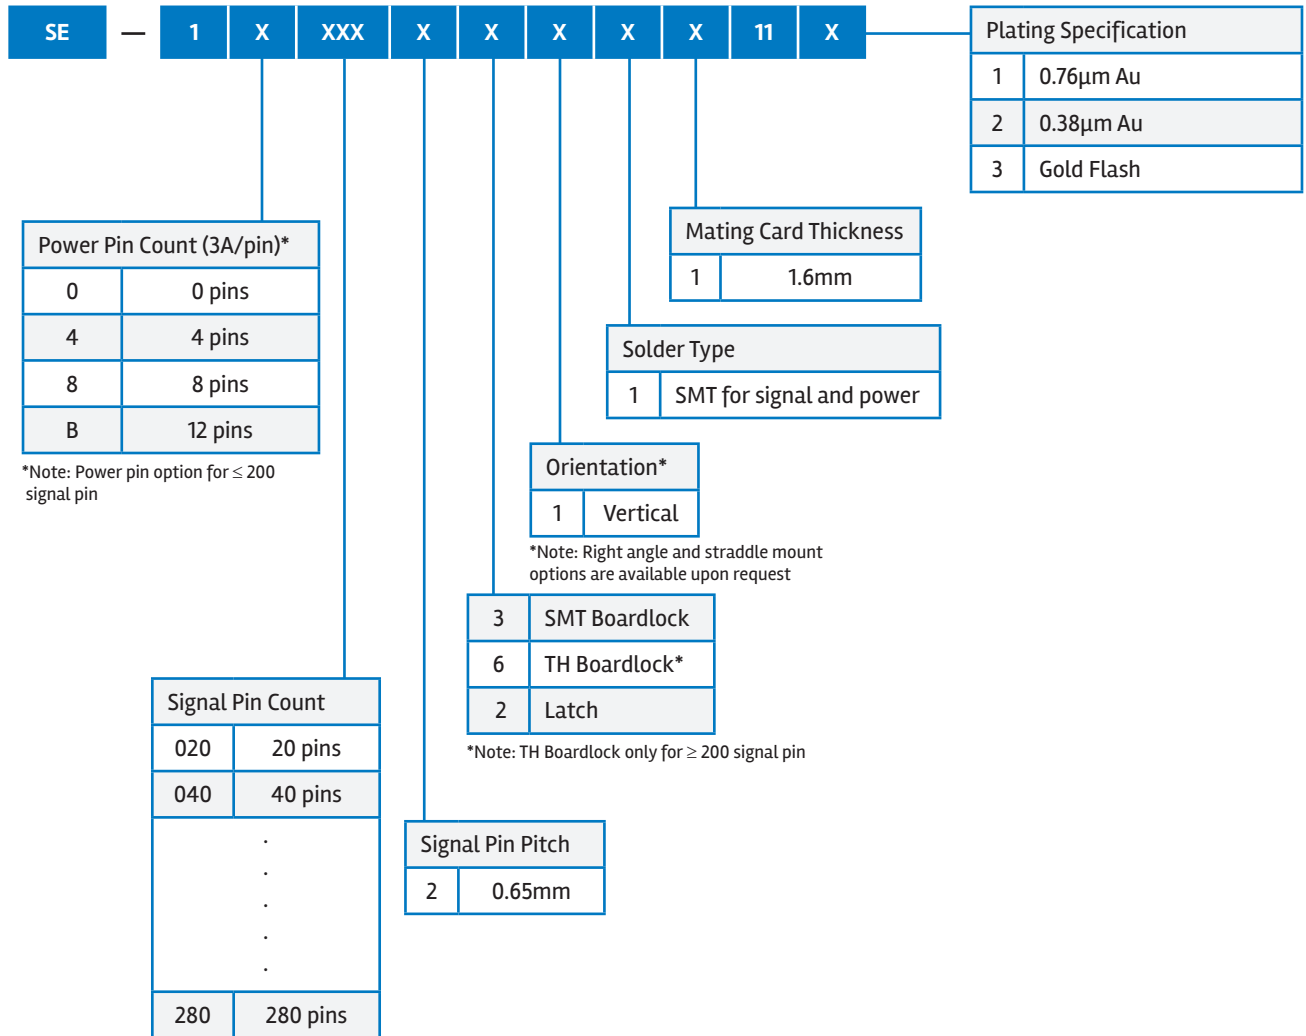 SE — 1 X XXX X X X X X 11 X
Plating Specification
1 0.76µm Au
2 0.38µm Au
3 Gold Flash
Mating Card Thickness
1 1.6mm
Power Pin Count (3A/pin)*
0 0 pins
4 4 pins
8 8 pins
B 12 pins
*Note: Power pin option for ≤ 200
signal pin
Solder Type
1 SMT for signal and power
Orientation*
1 Vertical
*Note: Right angle and straddle mount
options are available upon request
3 SMT Boardlock
6 TH Boardlock*
2 Latch
*Note: TH Boardlock only for ≥ 200 signal pin
Signal Pin Count
020 20 pins
040 40 pins
.
.
.
.
.
280 280 pins
Signal Pin Pitch
2 0.65mm